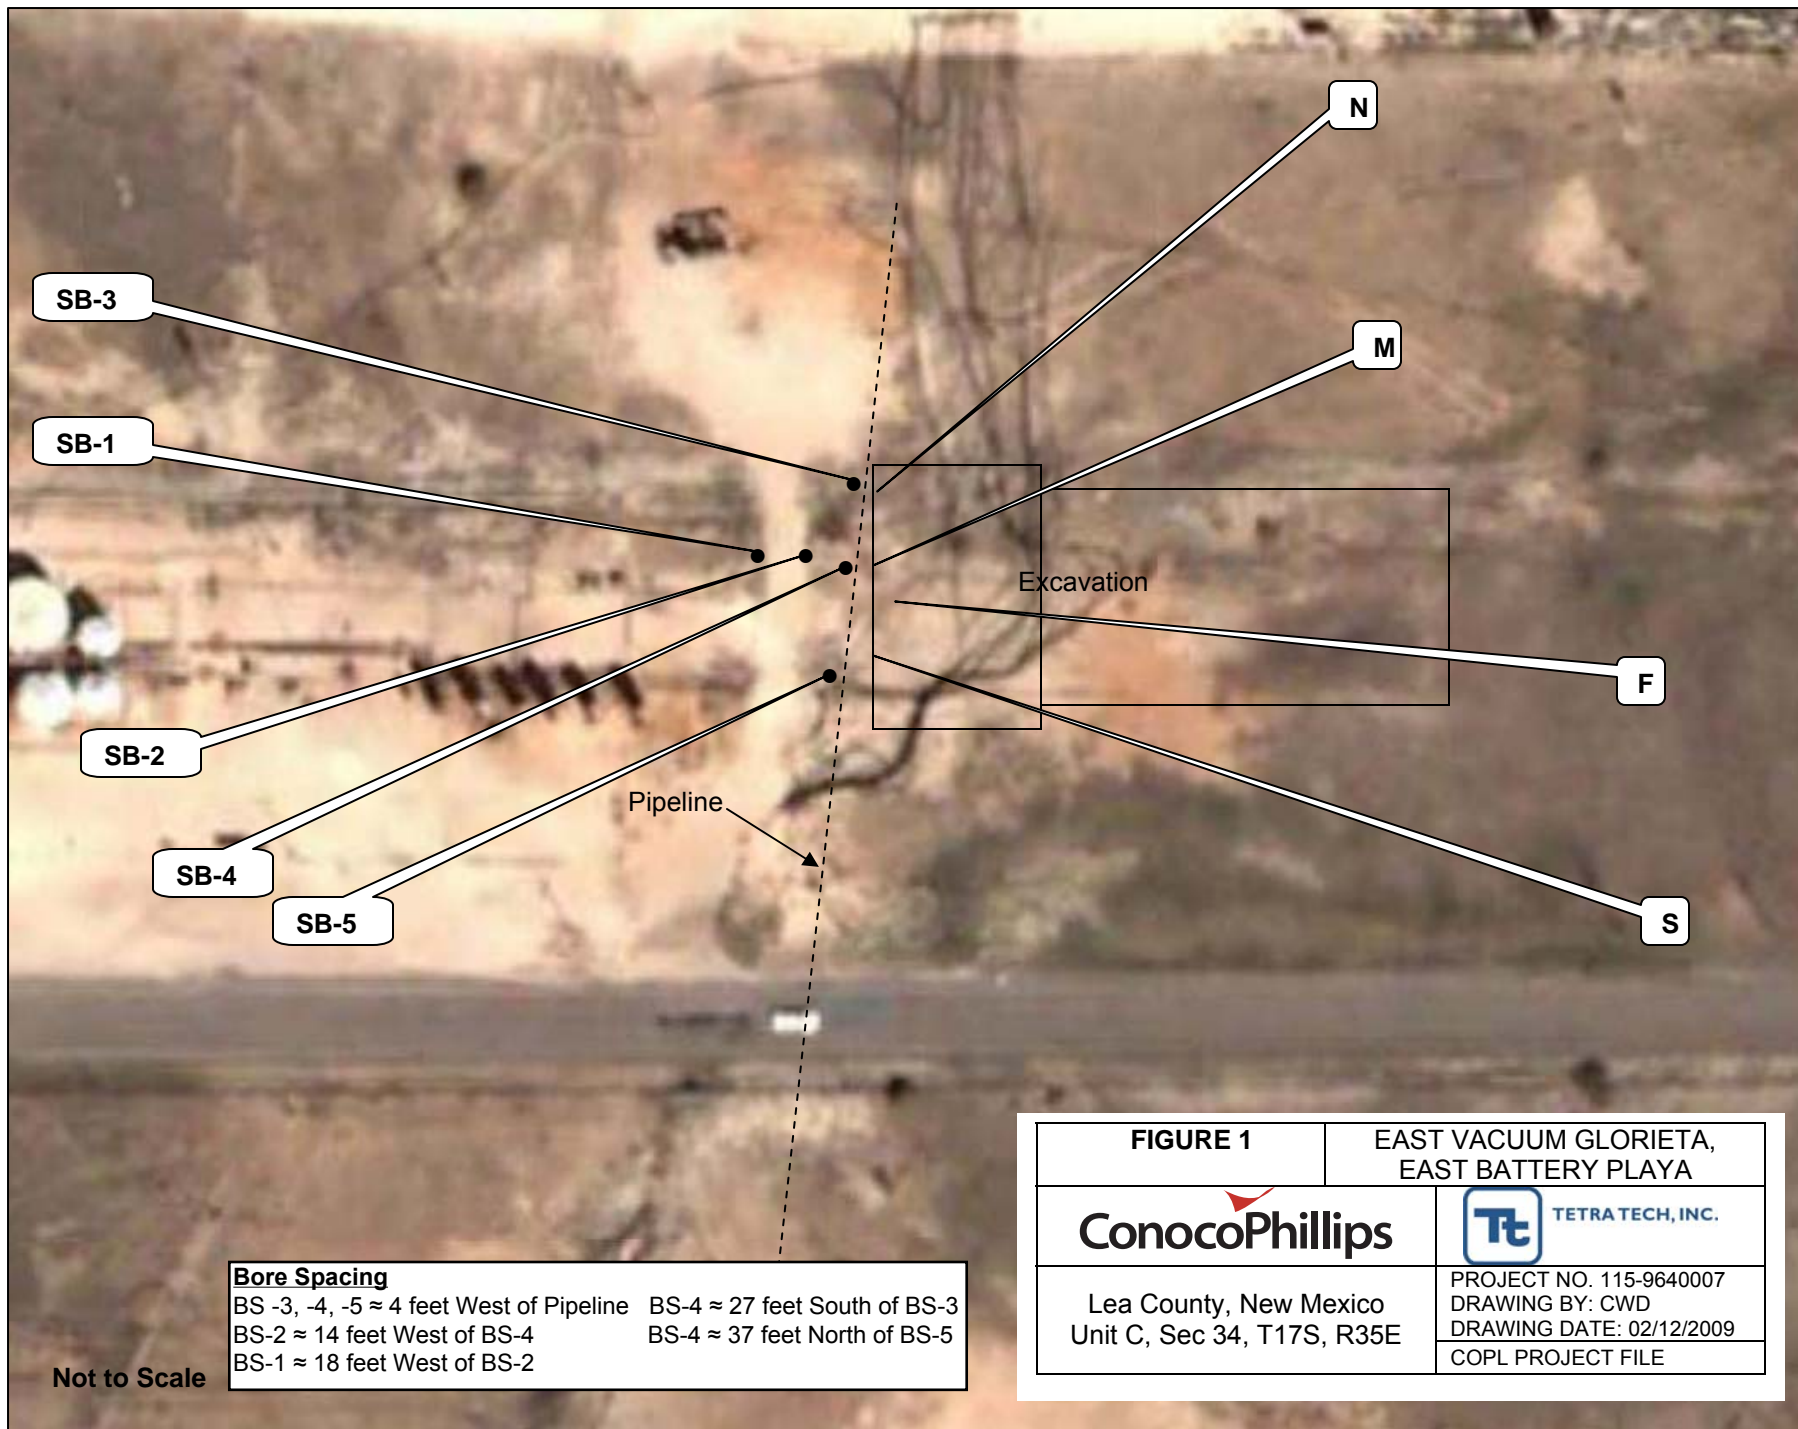 N
M
SB-3
SB-1
Excavation
F
SB-2
Pipeline
SB-4
SB-5
S
FIGURE 1
EAST VACUUM GLORIETA,
EAST BATTERY PLAYA
ConocoPhillips
Tt TETRA TECH, INC.
Lea County, New Mexico
Unit C, Sec 34, T17S, R35E
PROJECT NO. 115-9640007
DRAWING BY: CWD
DRAWING DATE: 02/12/2009
COPL PROJECT FILE
Bore Spacing
BS -3, -4, -5 ≈ 4 feet West of Pipeline BS-4 ≈ 27 feet South of BS-3
BS-2 ≈ 14 feet West of BS-4 BS-4 ≈ 37 feet North of BS-5
BS-1 ≈ 18 feet West of BS-2
Not to Scale